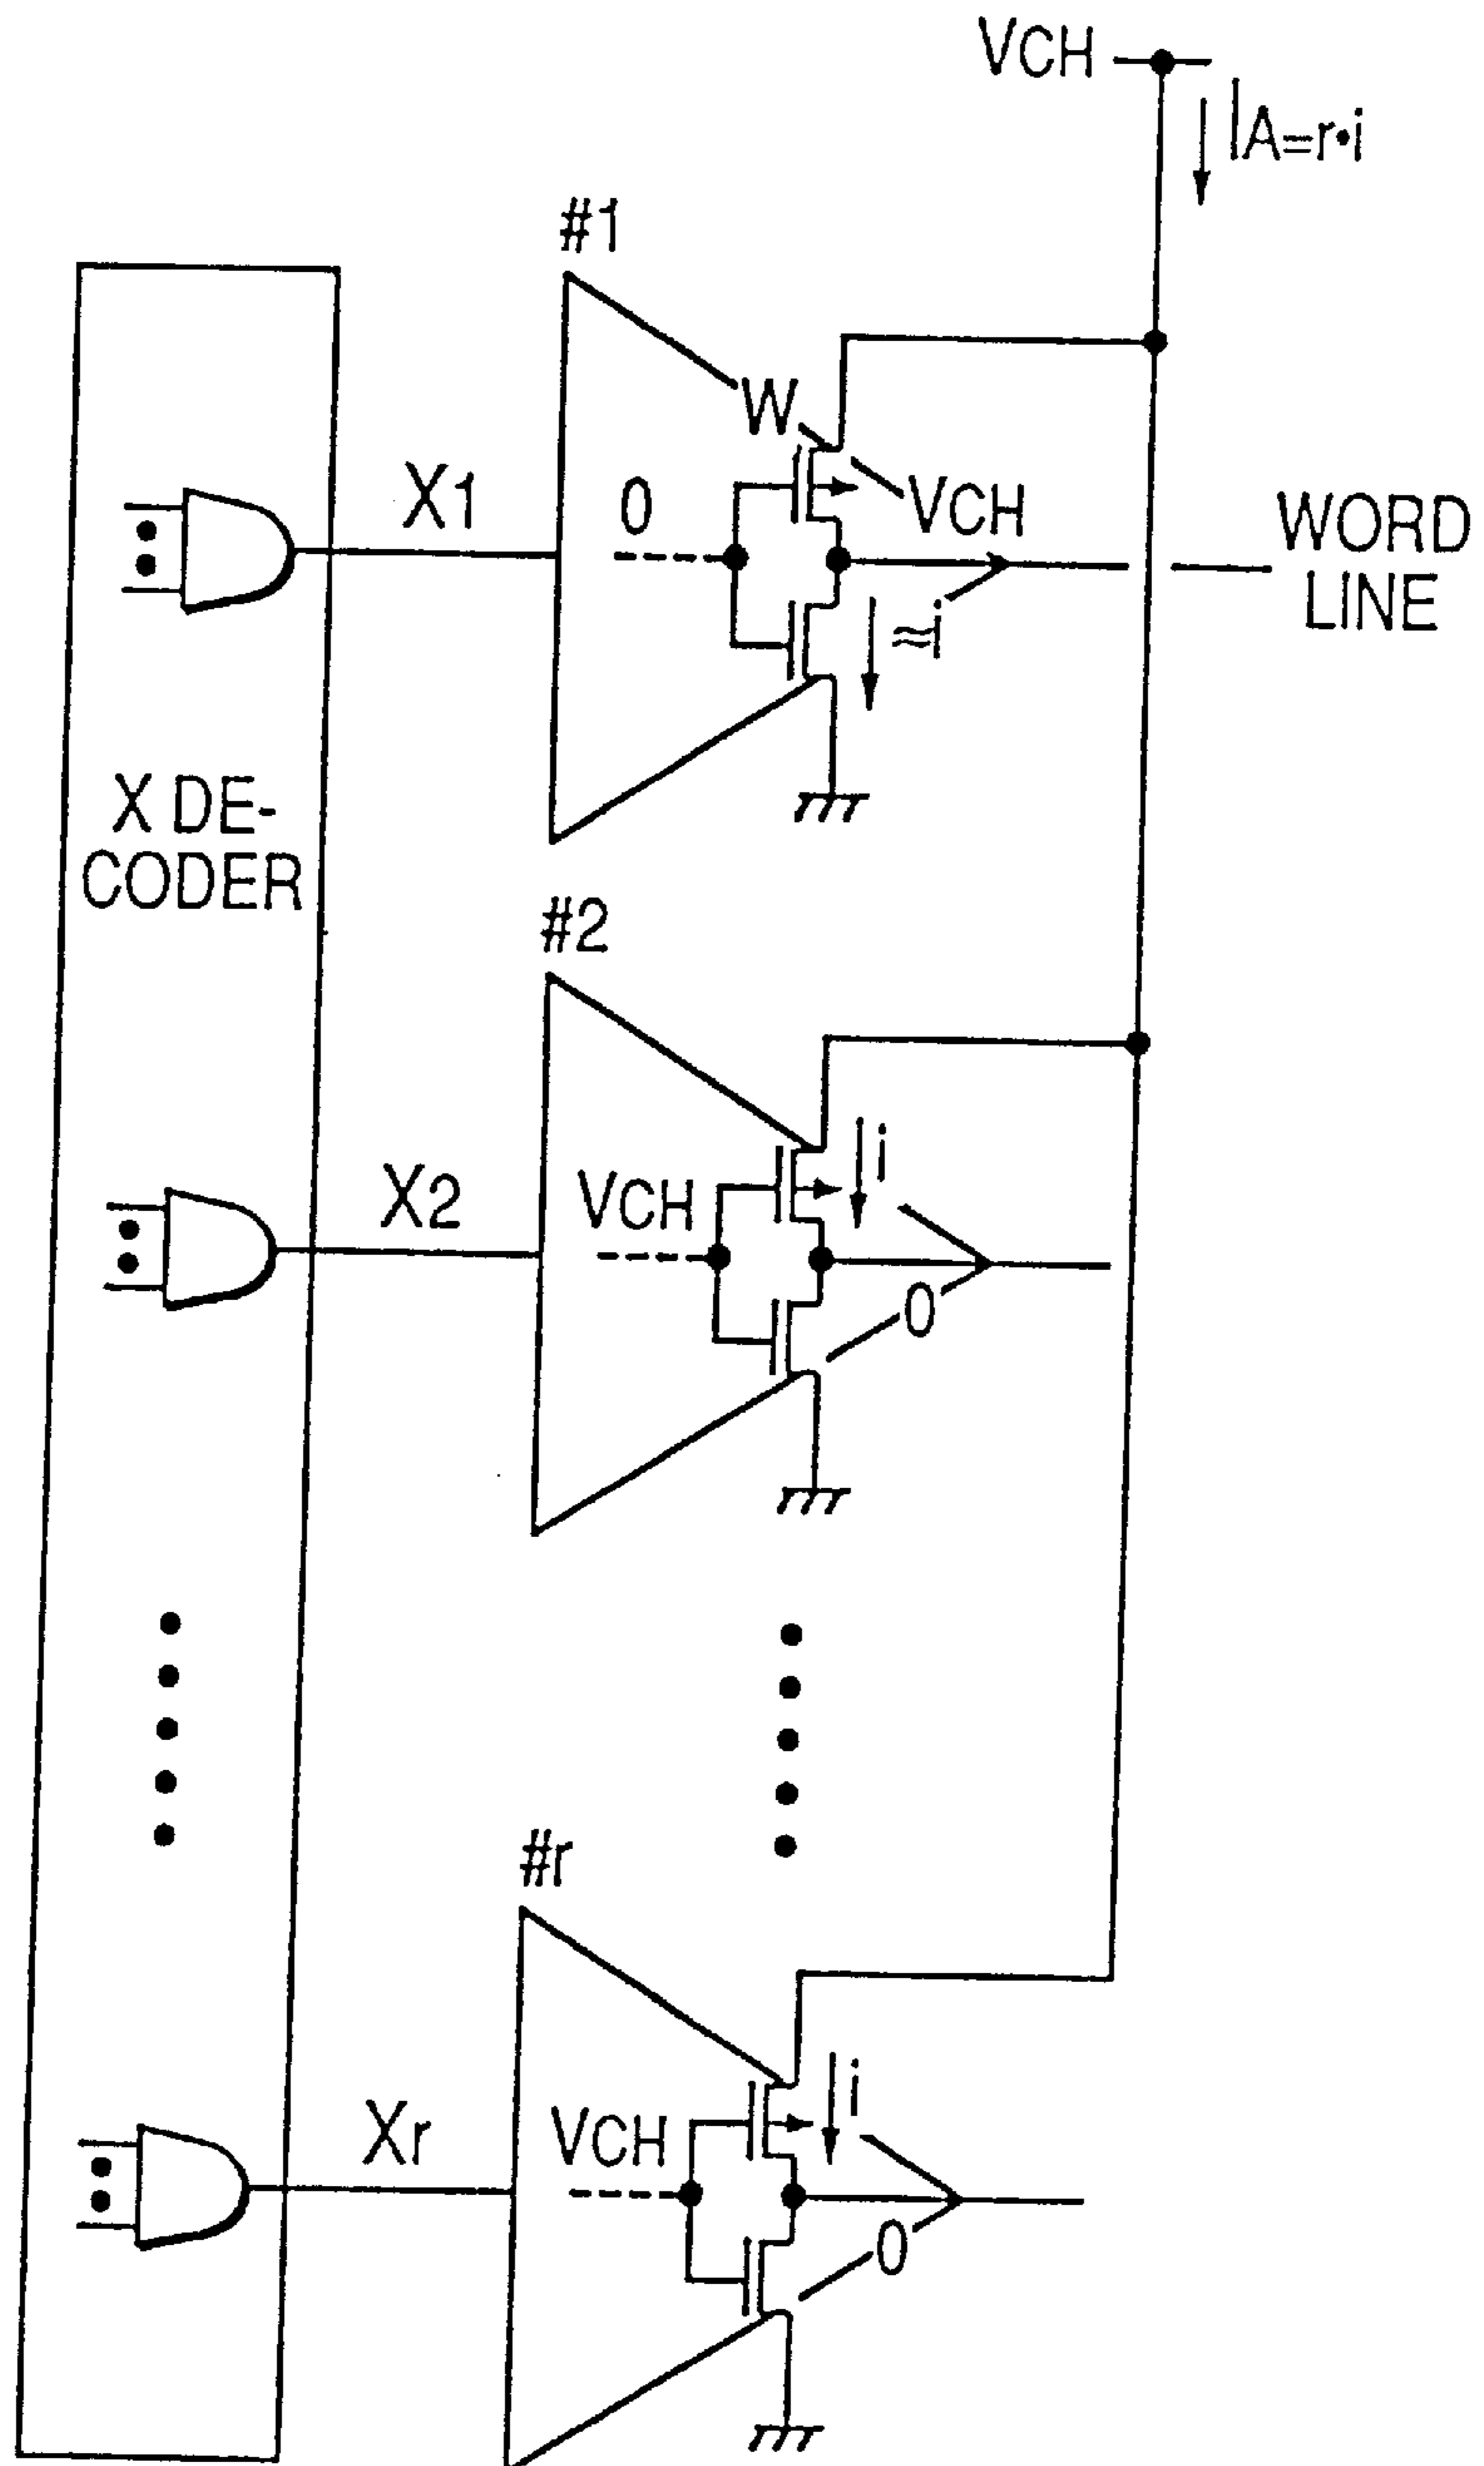 VCH
IA=r•i
#1
W
X1
0
VCH
WORD
LINE
≈i
X DE-
CODER
#2
i
X2
VCH
0
#r
i
Xr
VCH
0